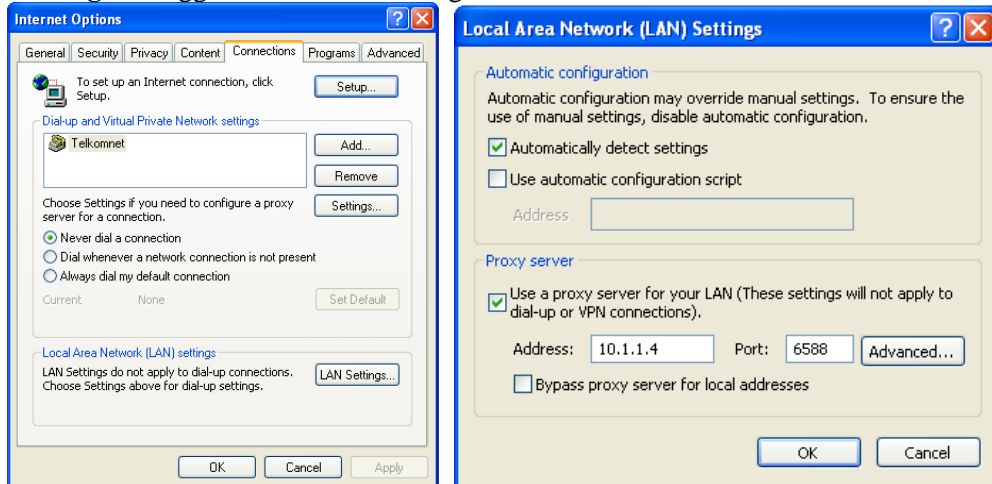 Internet Options
General Security Privacy Content Connections Programs Advanced
To set up an Internet connection, click
Setup.
Setup...
Dial-up and Virtual Private Network settings
Telkomnet
Add...
Remove
Choose Settings if you need to configure a proxy
server for a connection.
Settings...
Never dial a connection
Dial whenever a network connection is not present
Always dial my default connection
Current None
Set Default
Local Area Network (LAN) settings
LAN Settings do not apply to dial-up connections.
Choose Settings above for dial-up settings.
LAN Settings...
OK Cancel Apply
Local Area Network (LAN) Settings
Automatic configuration
Automatic configuration may override manual settings. To ensure the
use of manual settings, disable automatic configuration.
Automatically detect settings
Use automatic configuration script
Address
Proxy server
Use a proxy server for your LAN (These settings will not apply to
dial-up or VPN connections).
Address: 10.1.1.4 Port: 6588 Advanced...
Bypass proxy server for local addresses
OK Cancel